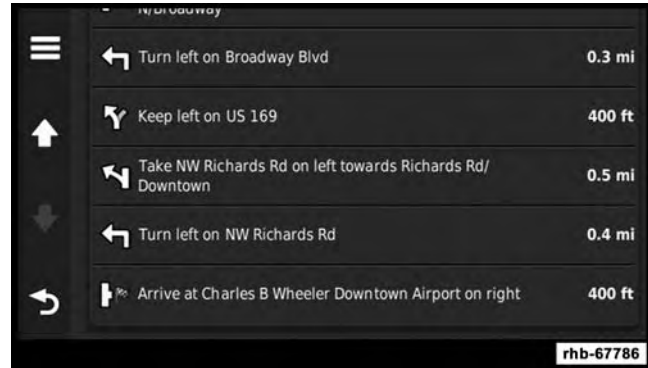 N/Broadway
Turn left on Broadway Blvd 0.3 mi
Keep left on US 169 400 ft
Take NW Richards Rd on left towards Richards Rd/
Downtown 0.5 mi
Turn left on NW Richards Rd 0.4 mi
Arrive at Charles B Wheeler Downtown Airport on right 400 ft
rhb-67786